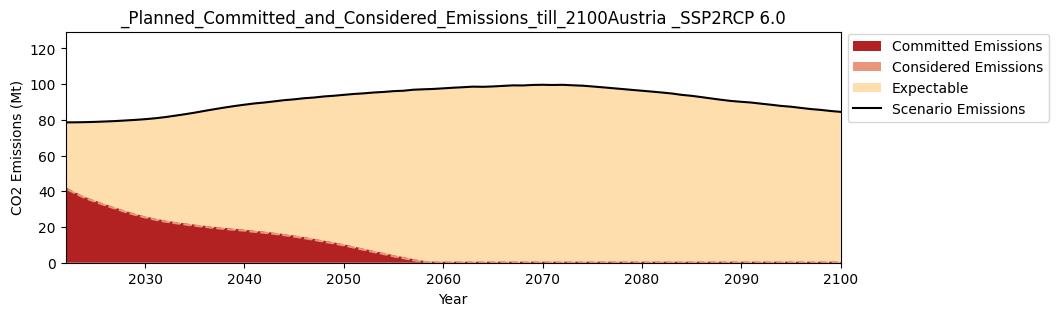 _Planned_Committed_and_Considered_Emissions_till_2100Austria _SSP2RCP 6.0
CO2 Emissions (Mt)
120
100
80
60
40
20
0
2030 2040 2050 2060 2070 2080 2090 2100
Year
Committed Emissions
Considered Emissions
Expectable
Scenario Emissions